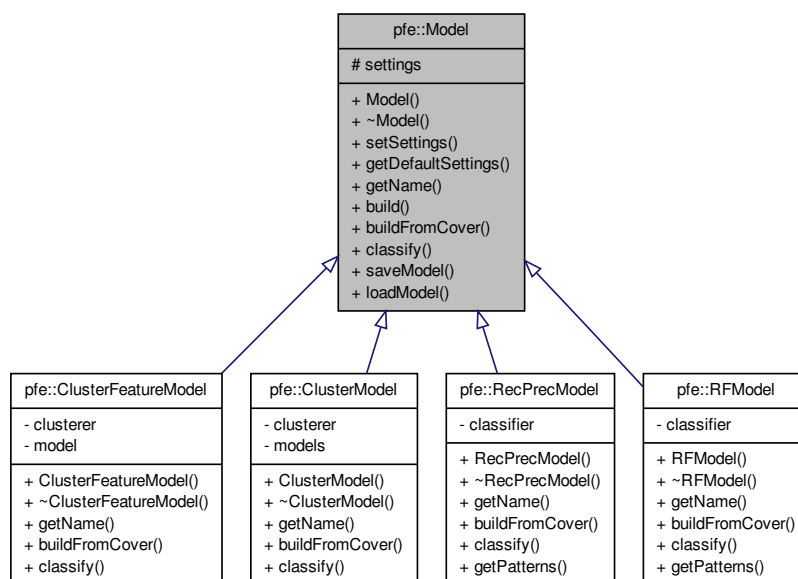 pfe::Model
# settings
+ Model()
+ ~Model()
+ setSettings()
+ getDefaultSettings()
+ getName()
+ build()
+ buildFromCover()
+ classify()
+ saveModel()
+ loadModel()
pfe::ClusterFeatureModel
- clusterer
- model
+ ClusterFeatureModel()
+ ~ClusterFeatureModel()
+ getName()
+ buildFromCover()
+ classify()
pfe::ClusterModel
- clusterer
- models
+ ClusterModel()
+ ~ClusterModel()
+ getName()
+ buildFromCover()
+ classify()
pfe::RecPrecModel
- classifier
+ RecPrecModel()
+ ~RecPrecModel()
+ getName()
+ buildFromCover()
+ classify()
+ getPatterns()
pfe::RFModel
- classifier
+ RFModel()
+ ~RFModel()
+ getName()
+ buildFromCover()
+ classify()
+ getPatterns()